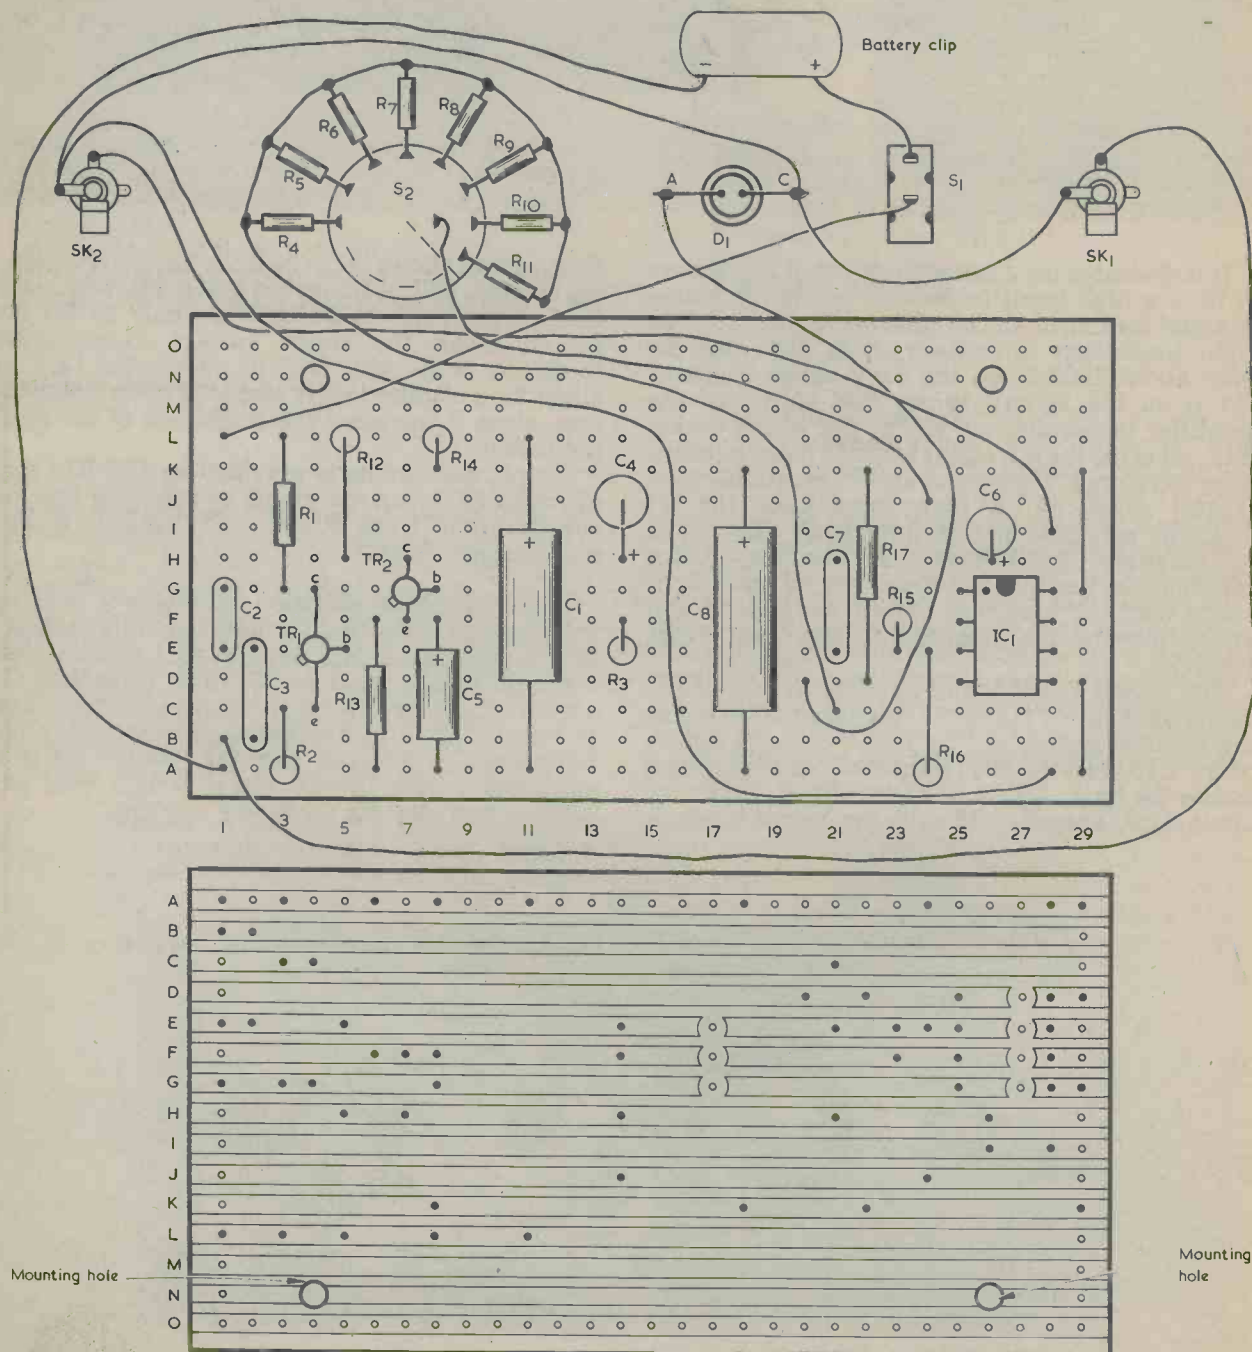 Battery clip
− +
R7
R6 R8
R5 R9
S2 A C S1
R4 R10
SK2 D1 SK1
R11
O
N
M
L
R12 R14
K C4
J C6
R1
I + + C7
H c c + R17 +
TR2
G C2 b R15
C1 C8
F TR1 e IC1
E b +
D R3
C3 R13 C5
C e
B R2 R16
A
1 3 5 7 9 11 13 15 17 19 21 23 25 27 29
A
B
C
D
E
F
G
H
I
J
K
L
M
Mounting hole N Mounting hole
O